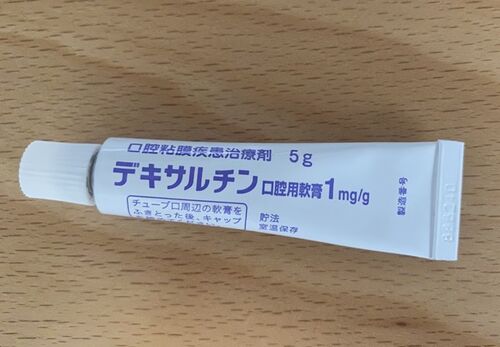 口腔粘膜疾患治療剤 5g
デキサルチン口腔用軟膏1mg/g
チューブ口周辺の軟膏を
ふきとった後、キャップ
貯法
室温保存
製造番号